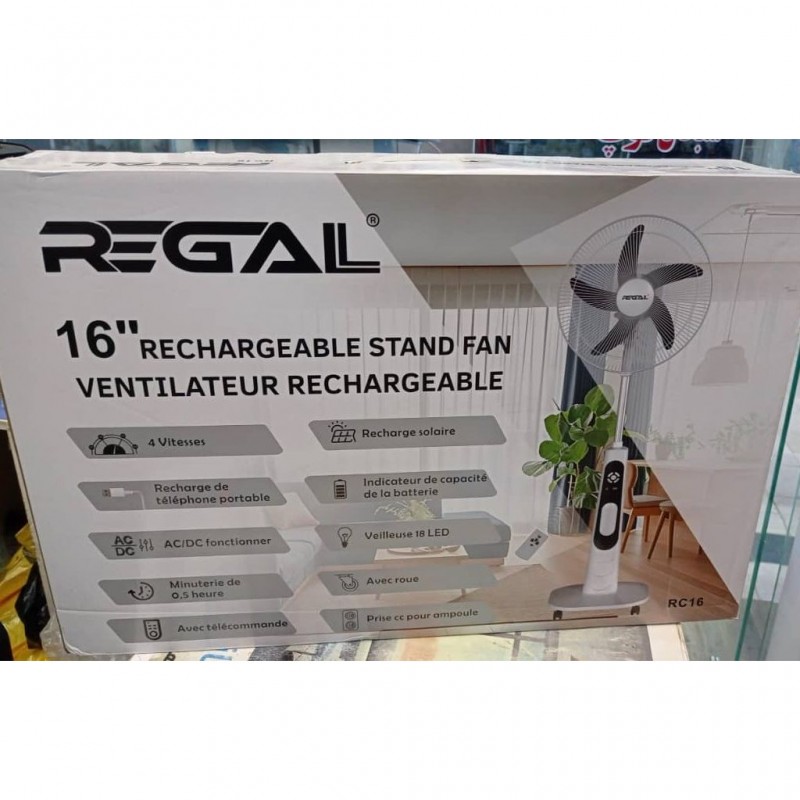 REGALL®
16" RECHARGEABLE STAND FAN
VENTILATEUR RECHARGEABLE
4 Vitesses
Recharge solaire
Recharge de
téléphone portable
Indicateur de capacité
de la batterie
AC
DC
AC/DC fonctionner
Veilleuse 18 LED
Minuterie de
0,5 heure
Avec roue
Avec télécommande
Prise cc pour ampoule
REGALL
RC16